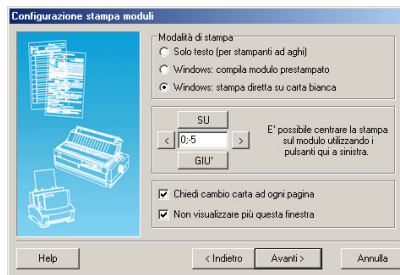 Configurazione stampa moduli
Modalità di stampa
Solo testo (per stampanti ad aghi)
Windows: compila modulo prestampato
Windows: stampa diretta su carta bianca
SU
<
0;-5
>
GIU'
E' possibile centrare la stampa
sul modulo utilizzando i
pulsanti qui a sinistra.
Chiedi cambio carta ad ogni pagina
Non visualizzare più questa finestra
Help
< Indietro
Avanti >
Annulla